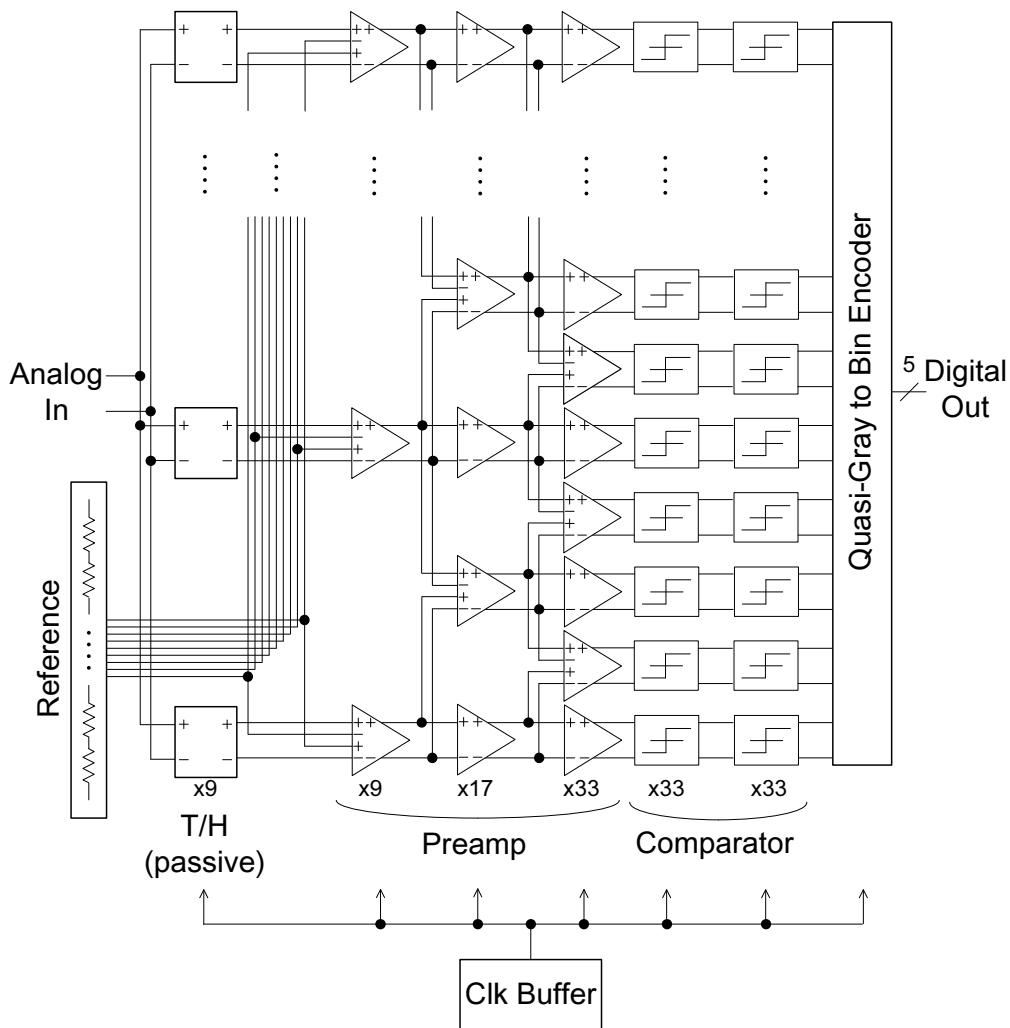 Analog
In
Reference
Quasi-Gray to Bin Encoder
5
Digital
Out
x9
x9
x17
x33
x33
x33
T/H
(passive)
Preamp
Comparator
Clk Buffer